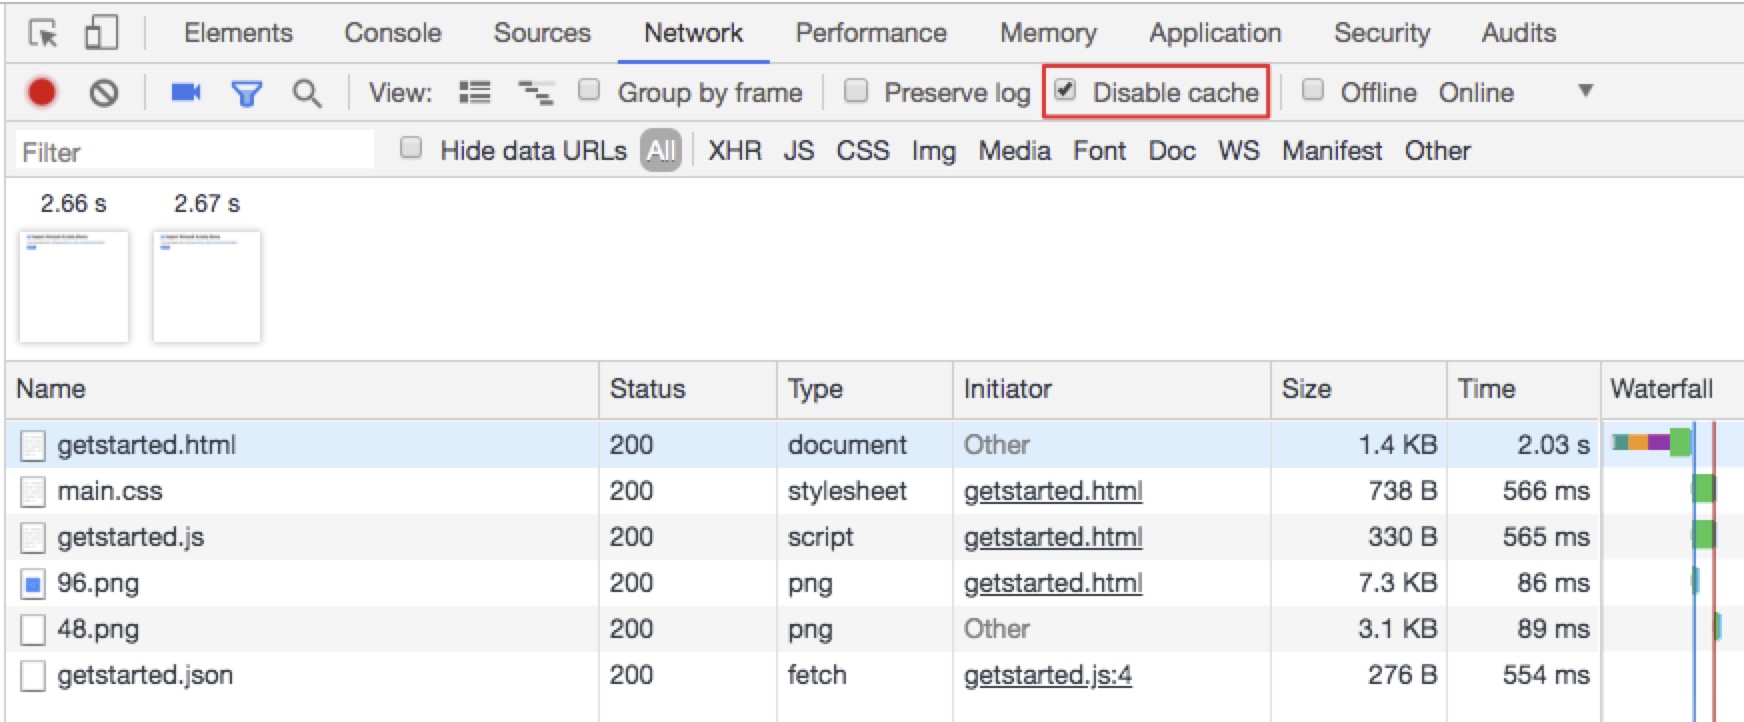 Elements Console Sources Network Performance Memory Application Security Audits
View: Group by frame Preserve log Disable cache Offline Online
Filter Hide data URLs All XHR JS CSS Img Media Font Doc WS Manifest Other
2.66 s 2.67 s
Name Status Type Initiator Size Time Waterfall
getstarted.html 200 document Other 1.4 KB 2.03 s
main.css 200 stylesheet getstarted.html 738 B 566 ms
getstarted.js 200 script getstarted.html 330 B 565 ms
96.png 200 png getstarted.html 7.3 KB 86 ms
48.png 200 png Other 3.1 KB 89 ms
getstarted.json 200 fetch getstarted.js:4 276 B 554 ms